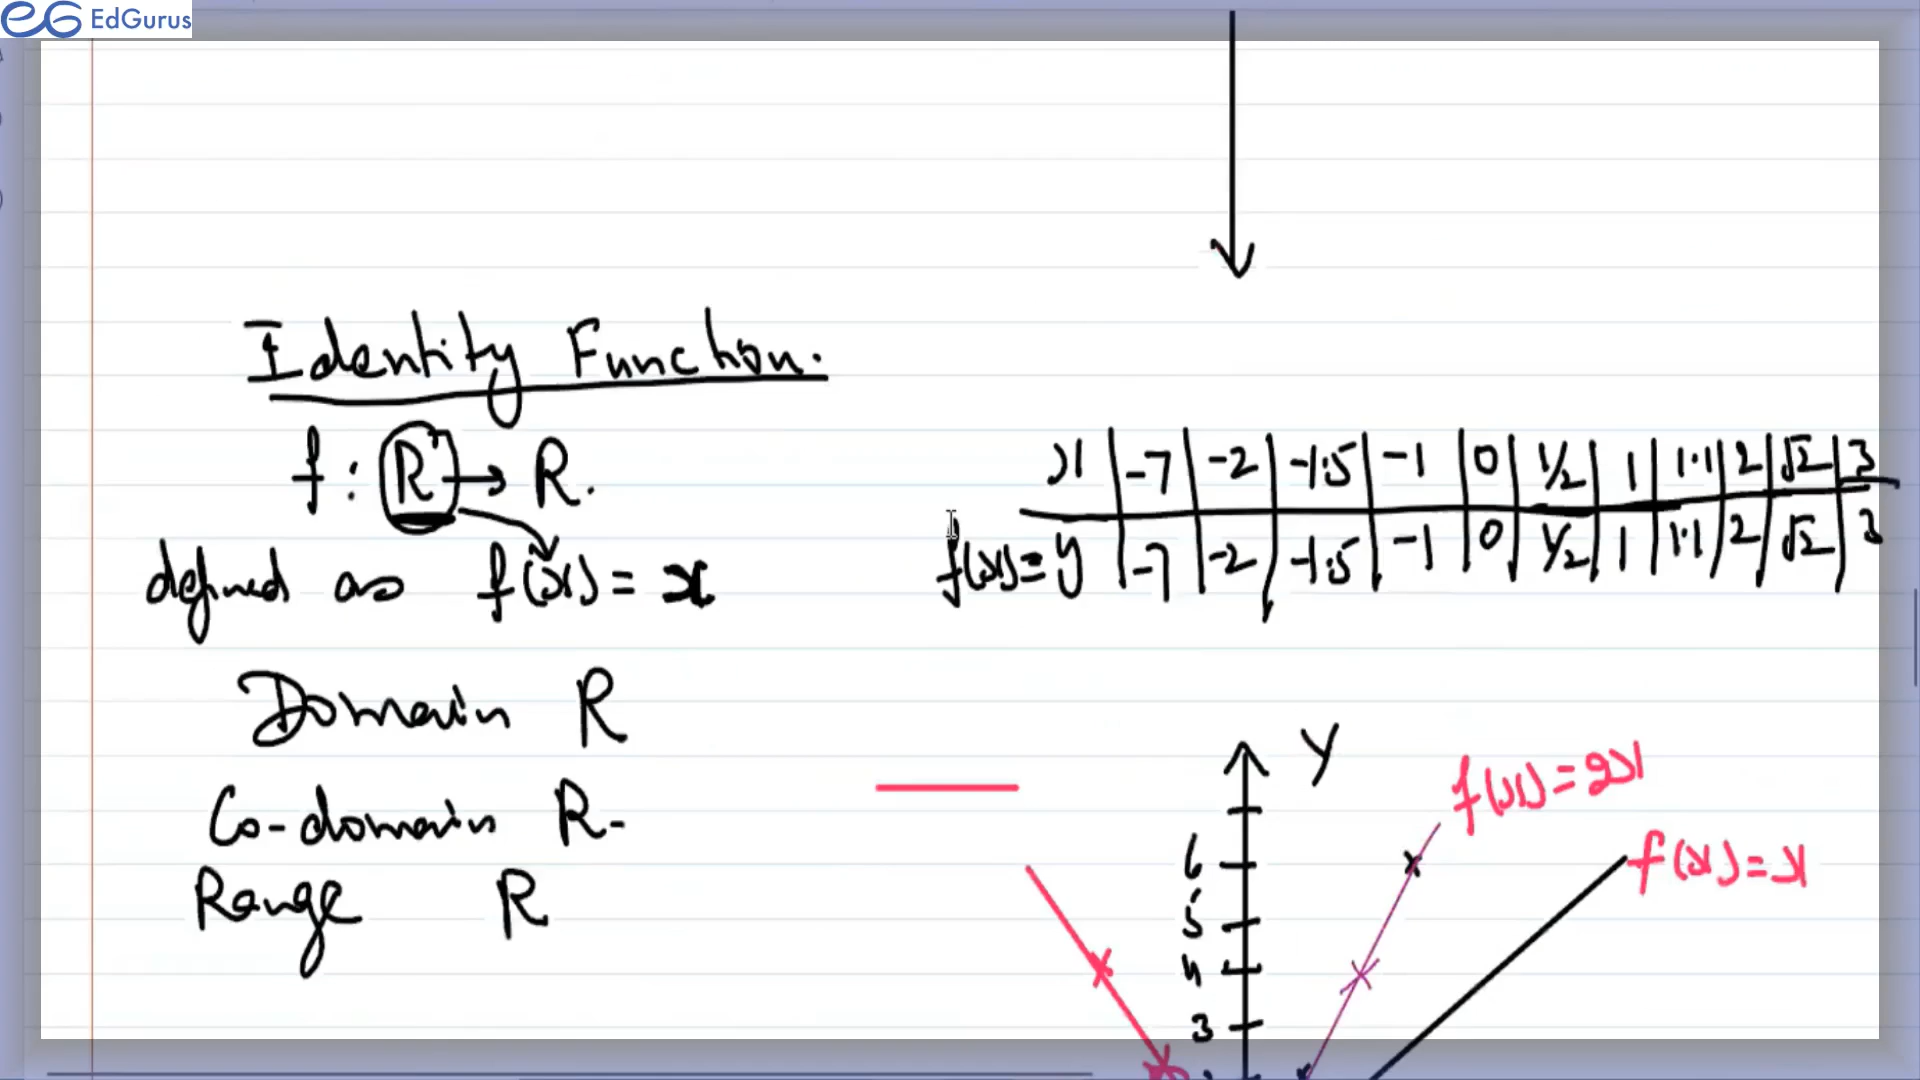 EdGurus
Identity Function.
f : R → R.
defined as f(x) = x
Domain R
Co-domain R-
Range R
x | -7 | -2 | -1.5 | -1 | 0 | 1/2 | 1 | 1.1 | 2 | √2 | 3
f(x)=y | -7 | -2 | -1.5 | -1 | 0 | 1/2 | 1 | 1.1 | 2 | √2 | 3
Y
f(x)=2x
6
f(x)=x
5
4
3